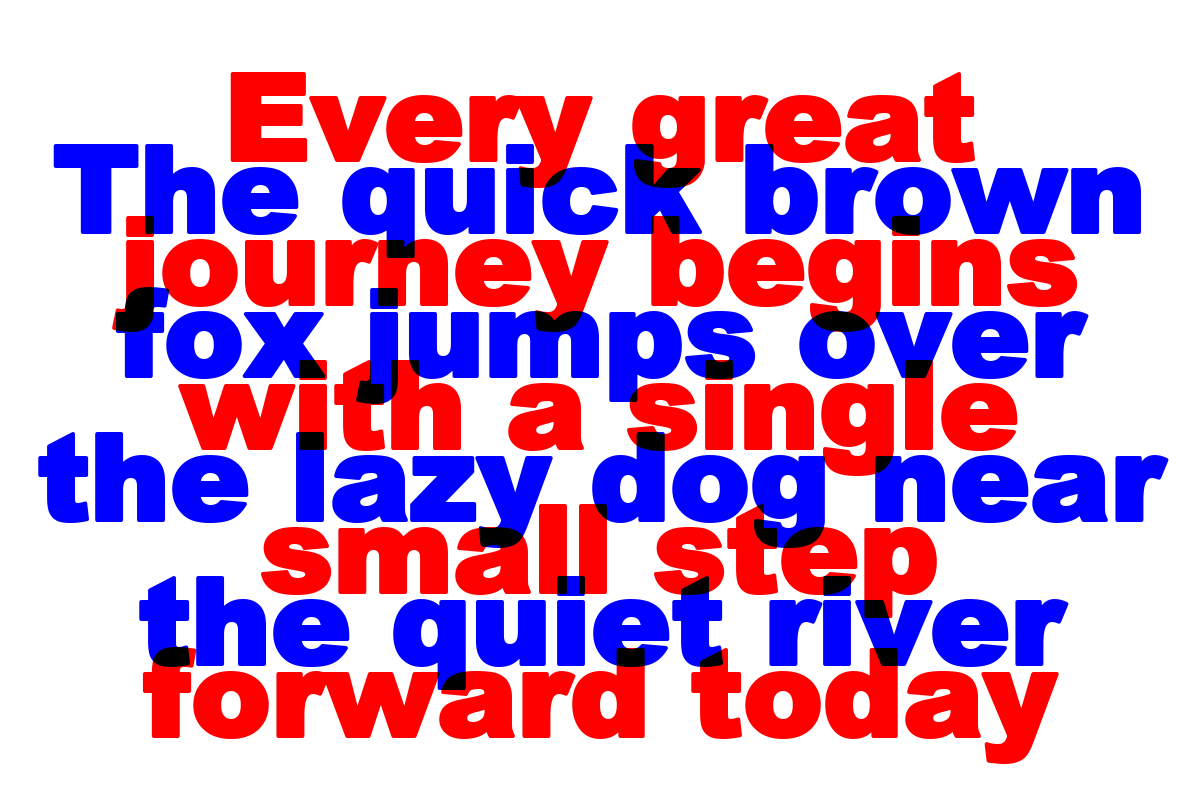 Every great
The quick brown
journey begins
fox jumps over
with a single
the lazy dog near
small step
the quiet river
forward today